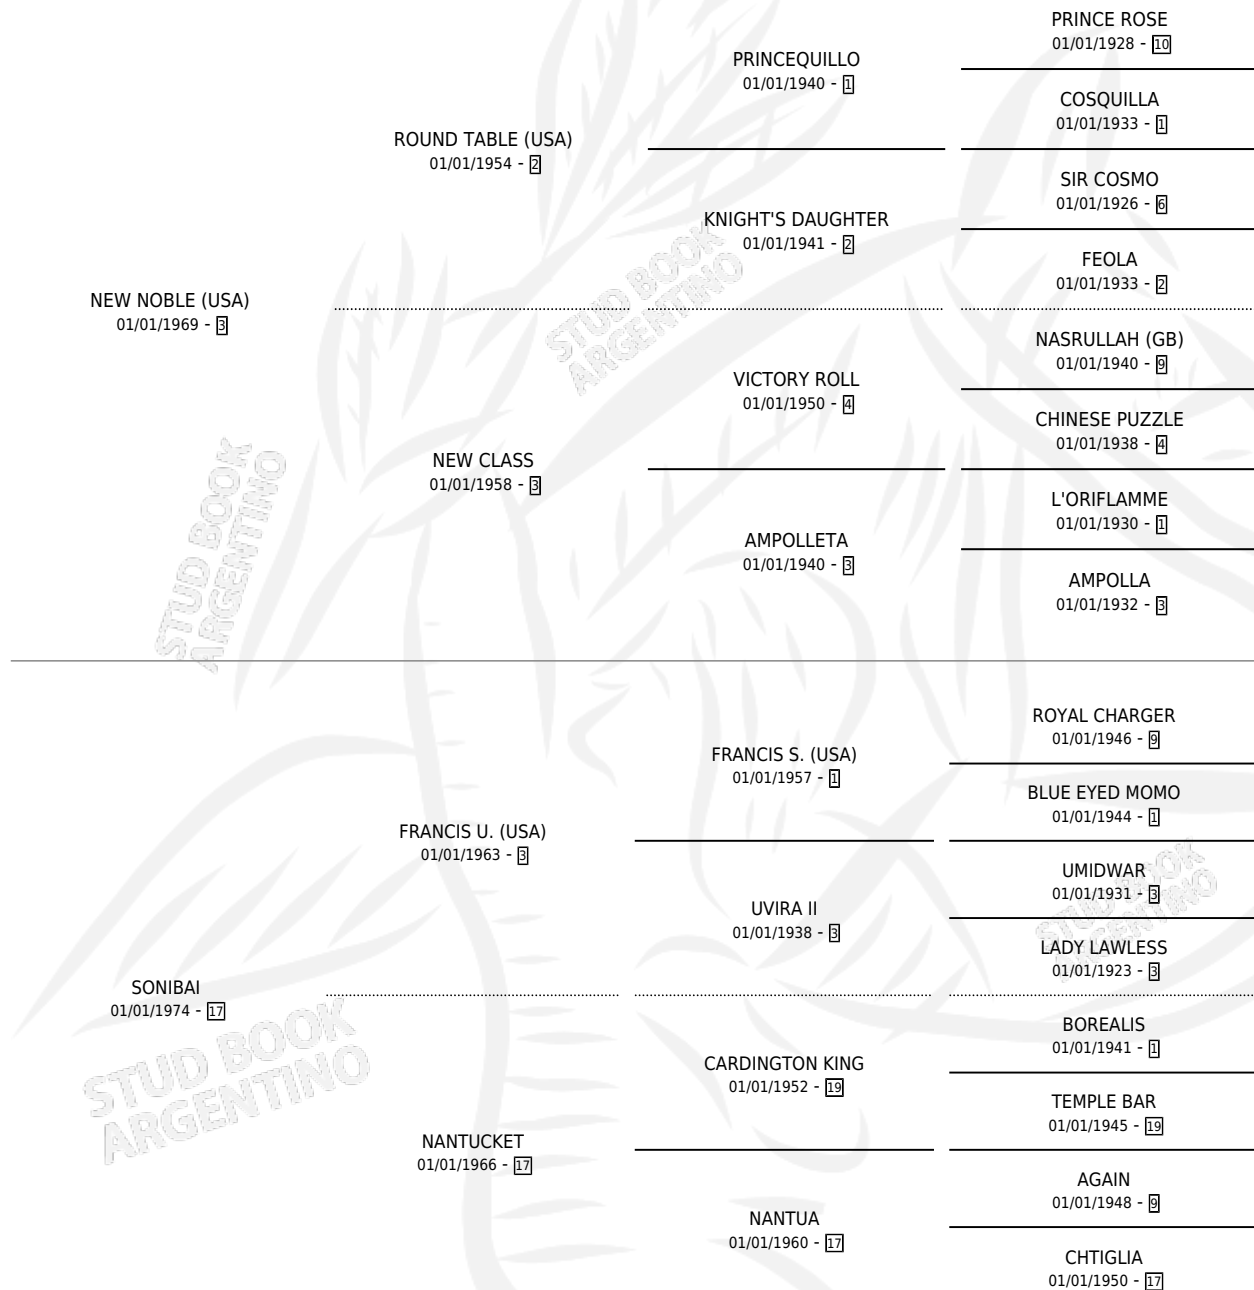 PRINCE ROSE
01/01/1928 - 10
PRINCEQUILLO
01/01/1940 - 1
COSQUILLA
01/01/1933 - 1
ROUND TABLE (USA)
01/01/1954 - 2
SIR COSMO
01/01/1926 - 6
KNIGHT'S DAUGHTER
01/01/1941 - 2
FEOLA
01/01/1933 - 2
NEW NOBLE (USA)
01/01/1969 - 3
STUD BOOK
ARGENTINO
NASRULLAH (GB)
01/01/1940 - 9
VICTORY ROLL
01/01/1950 - 4
CHINESE PUZZLE
01/01/1938 - 4
NEW CLASS
01/01/1958 - 3
L'ORIFLAMME
01/01/1930 - 1
AMPOLLETA
01/01/1940 - 3
AMPOLLA
01/01/1932 - 3
STUD BOOK
ARGENTINO
ROYAL CHARGER
01/01/1946 - 9
FRANCIS S. (USA)
01/01/1957 - 1
BLUE EYED MOMO
01/01/1944 - 1
FRANCIS U. (USA)
01/01/1963 - 3
UMIDWAR
01/01/1931 - 3
UVIRA II
01/01/1938 - 3
LADY LAWLESS
01/01/1923 - 3
STUD BOOK
ARGENTINO
SONIBAI
01/01/1974 - 17
BOREALIS
01/01/1941 - 1
CARDINGTON KING
01/01/1952 - 19
TEMPLE BAR
01/01/1945 - 19
STUD BOOK
ARGENTINO
NANTUCKET
01/01/1966 - 17
AGAIN
01/01/1948 - 9
NANTUA
01/01/1960 - 17
CHTIGLIA
01/01/1950 - 17